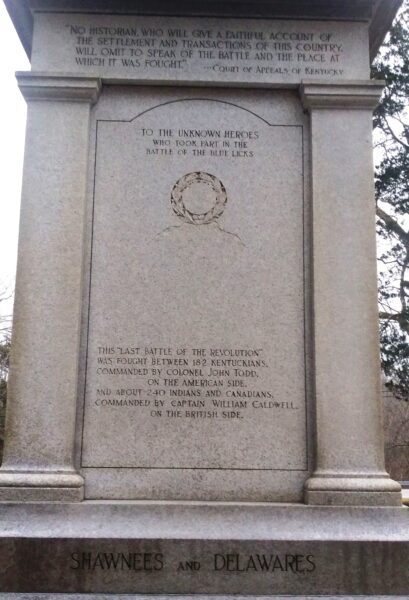 "No historian, who will give a faithful account of
the settlement and transactions of this country,
will omit to speak of the battle and the place at
which it was fought." --- Court of Appeals of Kentucky
To the unknown heroes
who took part in the
Battle of the Blue Licks
This "Last Battle of the Revolution"
was fought between 182 Kentuckians,
commanded by Colonel John Todd,
on the American side,
and about 240 Indians and Canadians,
commanded by Captain William Caldwell,
on the British side.
Shawnees and Delawares